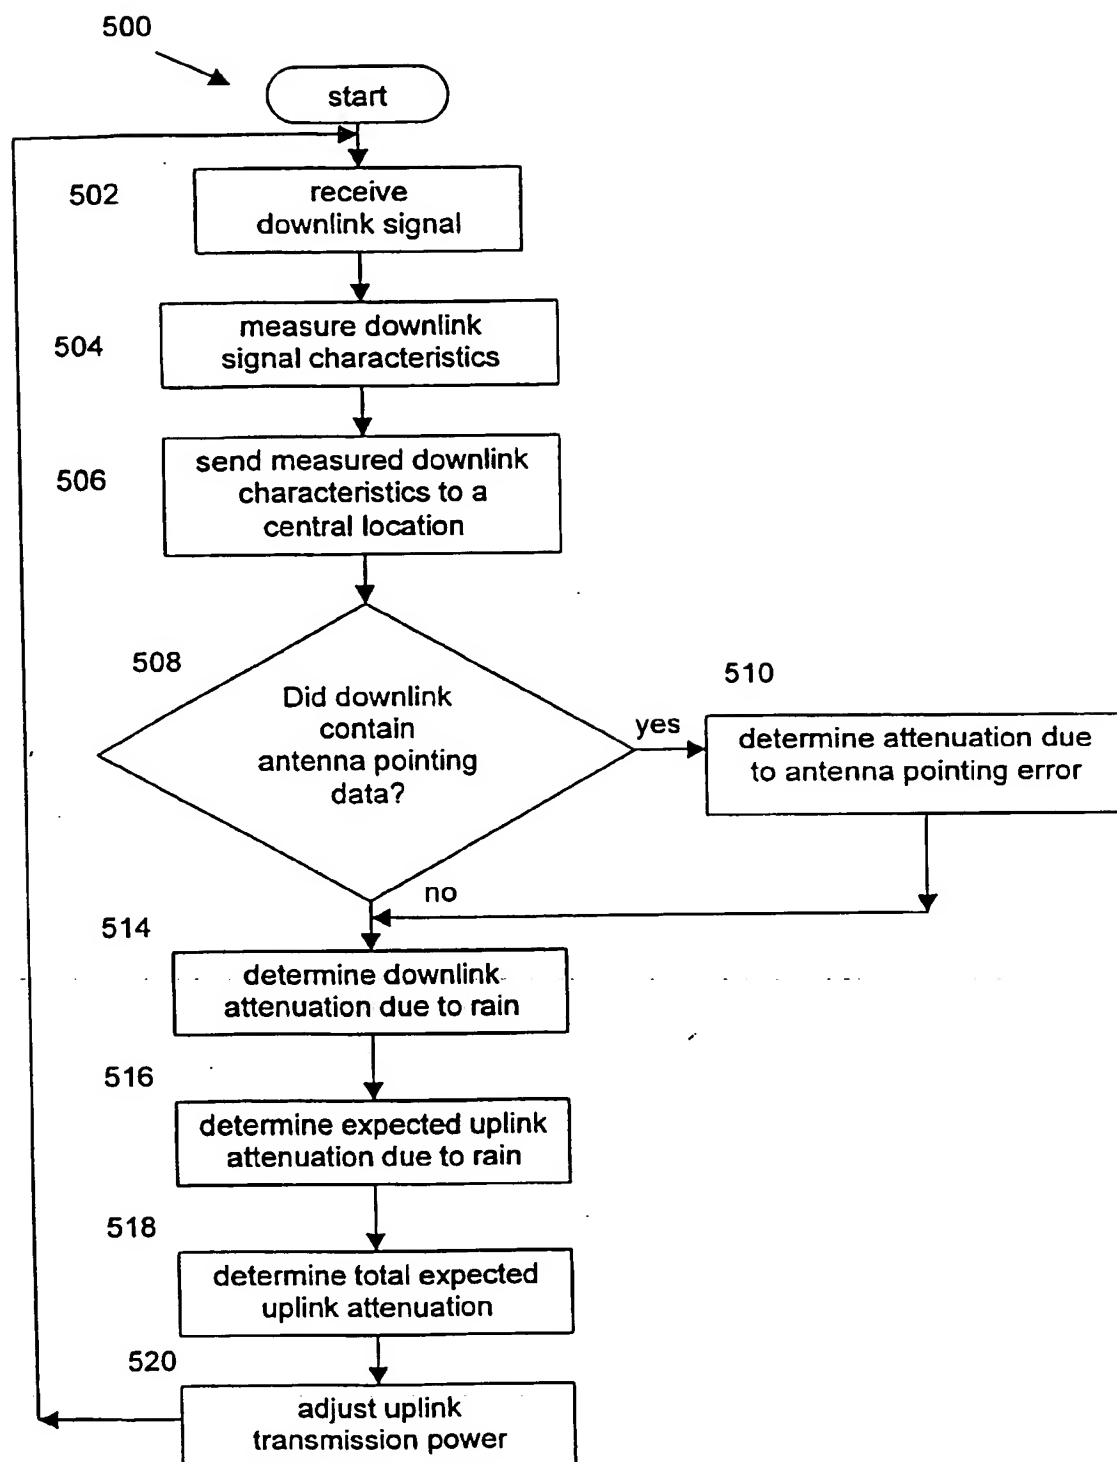 500
start
502
receive
downlink signal
504
measure downlink
signal characteristics
506
send measured downlink
characteristics to a
central location
508
Did downlink
contain
antenna pointing
data?
yes
510
determine attenuation due
to antenna pointing error
no
514
determine downlink
attenuation due to rain
516
determine expected uplink
attenuation due to rain
518
determine total expected
uplink attenuation
520
adjust uplink
transmission power